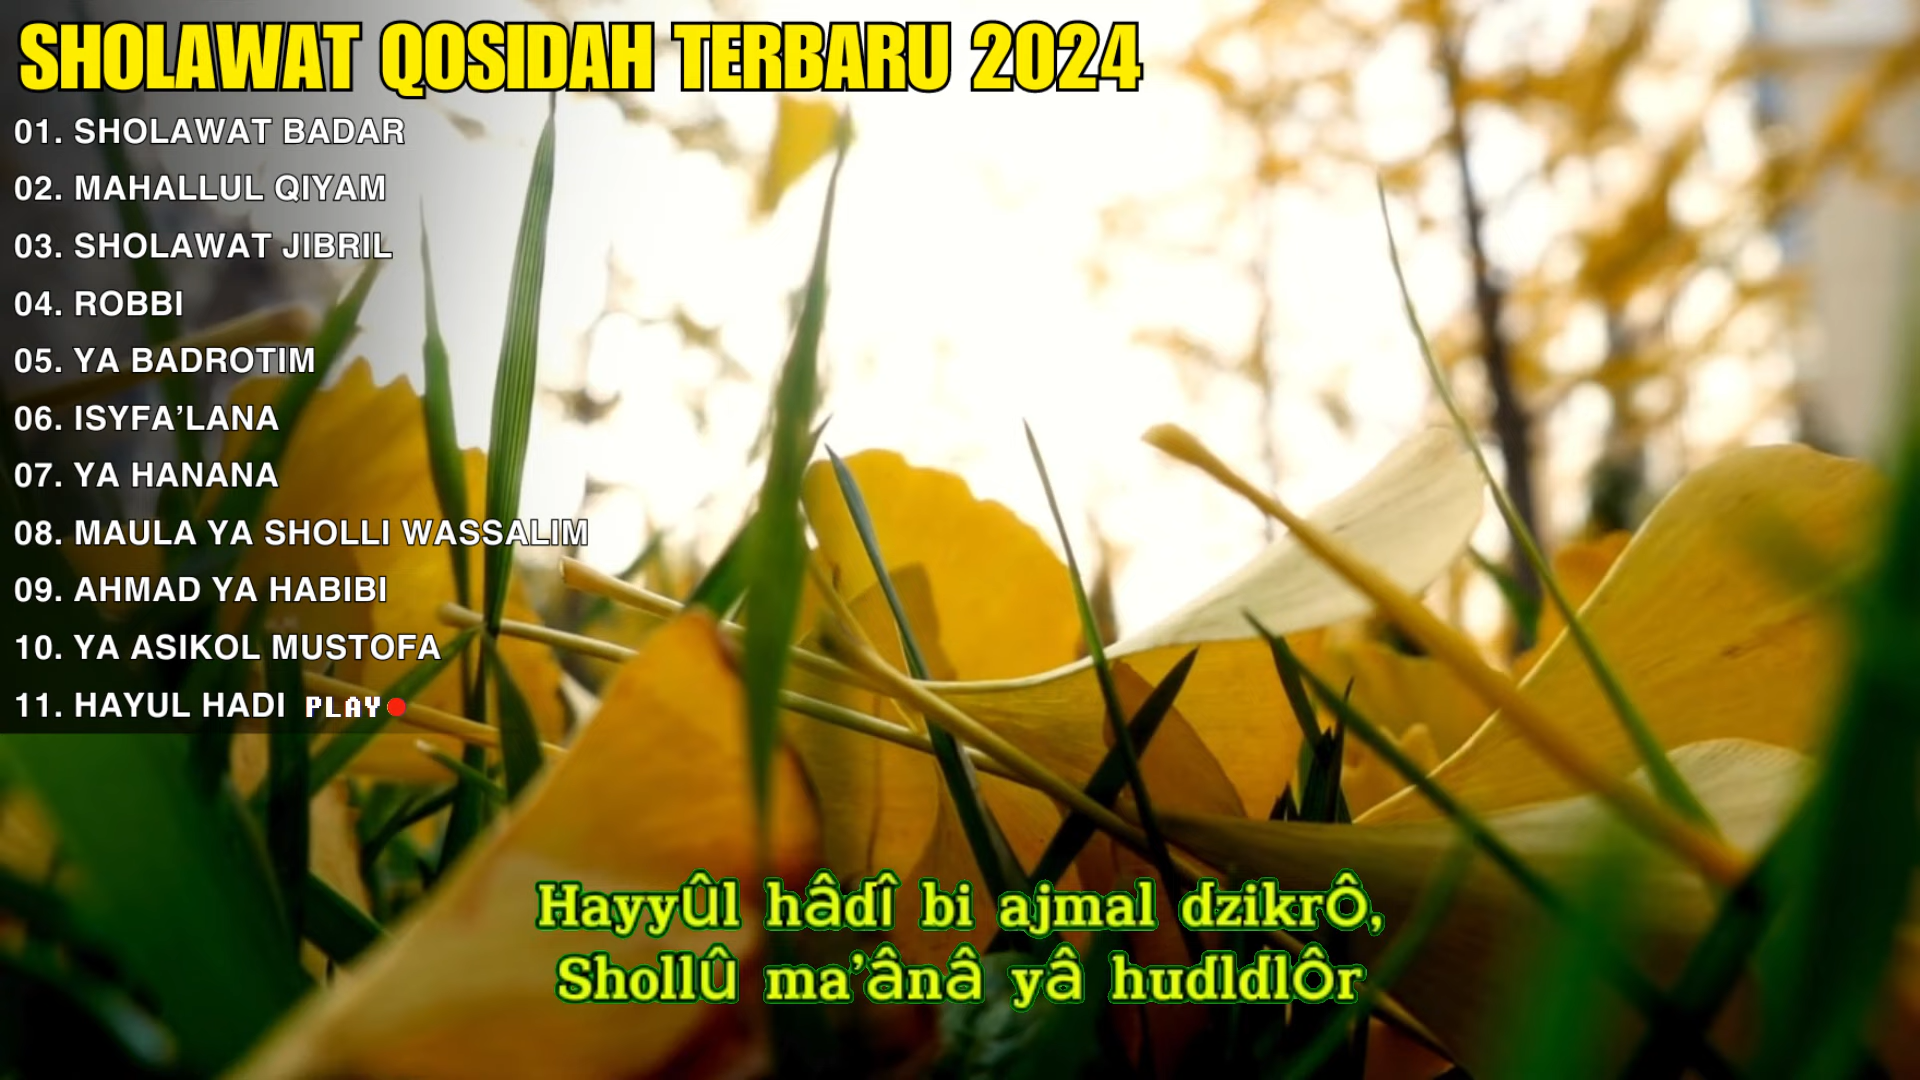 SHOLAWAT QOSIDAH TERBARU 2024
01. SHOLAWAT BADAR
02. MAHALLUL QIYAM
03. SHOLAWAT JIBRIL
04. ROBBI
05. YA BADROTIM
06. ISYFA’LANA
07. YA HANANA
08. MAULA YA SHOLLI WASSALIM
09. AHMAD YA HABIBI
10. YA ASIKOL MUSTOFA
11. HAYUL HADI PLAY
Hayyûl hâdî bi ajmal dzikrô,
Shollû ma’ânâ yâ hudldlôr